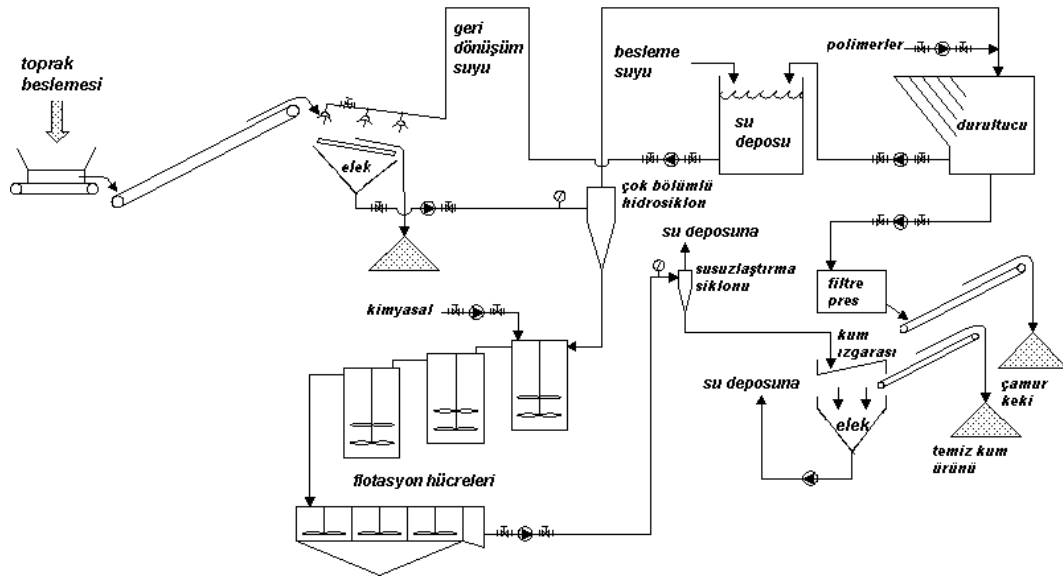 toprak
beslemesi
geri
dönüşüm
suyu
elek
besleme
suyu
su
deposu
polimerler
durultucu
çok bölümlü
hidrosiklon
su deposuna
susuzlaştırma
siklonu
filtre
pres
kimyasal
kum
ızgarası
su deposuna
elek
çamur
keki
temiz kum
ürünü
flotasyon hücreleri